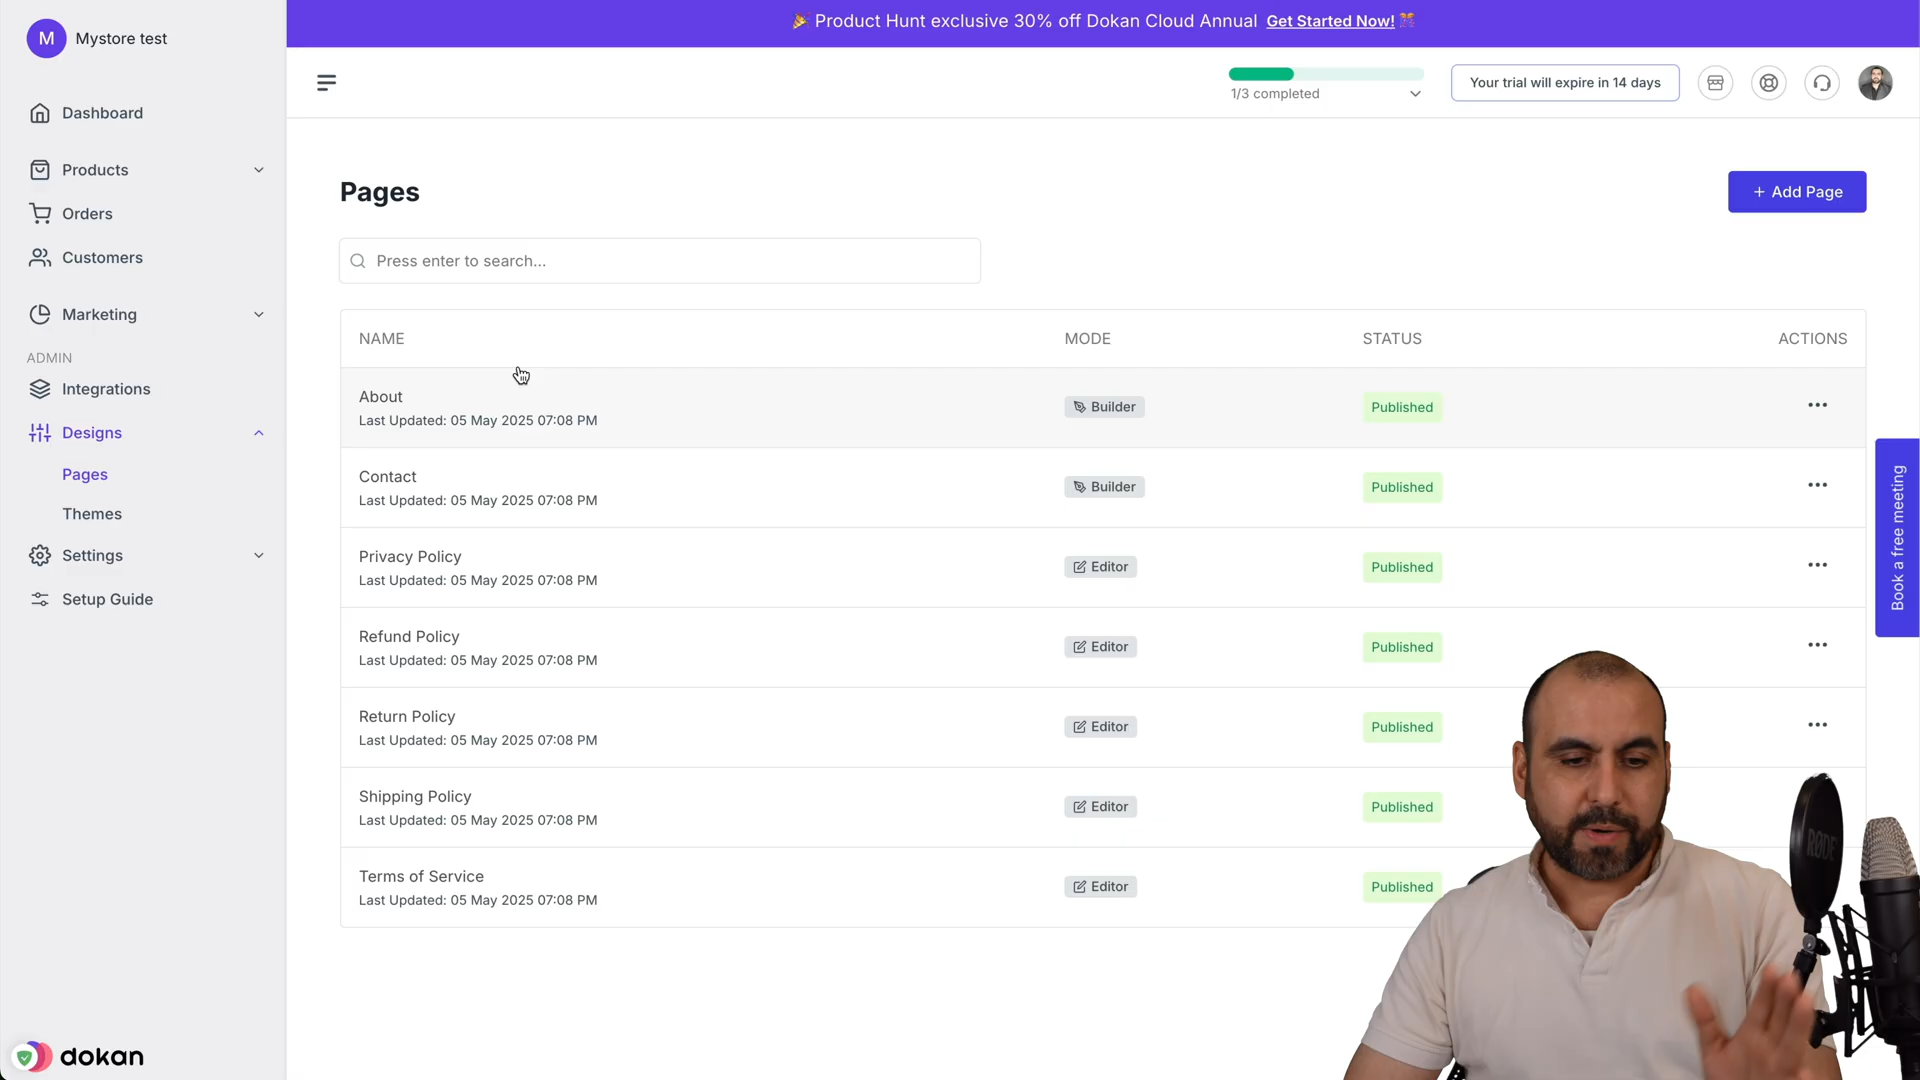 M Mystore test
🎉 Product Hunt exclusive 30% off Dokan Cloud Annual Get Started Now! 🎊
1/3 completed
Your trial will expire in 14 days
Dashboard
Products
Orders
Customers
Marketing
ADMIN
Integrations
Designs
Pages
Themes
Settings
Setup Guide
dokan
Pages
+ Add Page
Press enter to search...
NAME MODE STATUS ACTIONS
About
Last Updated: 05 May 2025 07:08 PM
Builder Published
Contact
Last Updated: 05 May 2025 07:08 PM
Builder Published
Privacy Policy
Last Updated: 05 May 2025 07:08 PM
Editor Published
Refund Policy
Last Updated: 05 May 2025 07:08 PM
Editor Published
Return Policy
Last Updated: 05 May 2025 07:08 PM
Editor Published
Shipping Policy
Last Updated: 05 May 2025 07:08 PM
Editor Published
Terms of Service
Last Updated: 05 May 2025 07:08 PM
Editor Published
Book a free meeting
RØDE